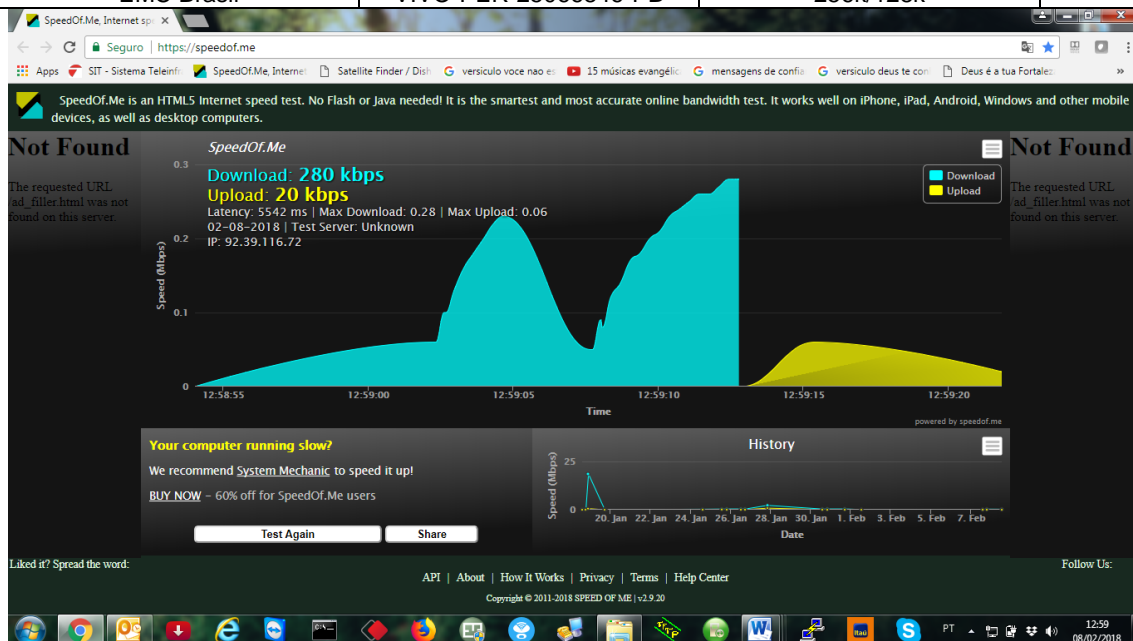 SpeedOf.Me, Internet sp
Seguro | https://speedof.me
Apps SIT - Sistema Teleinfr SpeedOf.Me, Internet Satellite Finder / Dish versiculo voce nao es 15 músicas evangélic mensagens de confia versiculo deus te con Deus é a tua Fortalez »
SpeedOf.Me is an HTML5 Internet speed test. No Flash or Java needed! It is the smartest and most accurate online bandwidth test. It works well on iPhone, iPad, Android, Windows and other mobile
devices, as well as desktop computers.
Not Found
The requested URL
/ad_filler.html was not
found on this server.
SpeedOf.Me
Download: 280 kbps
Upload: 20 kbps
Latency: 5542 ms | Max Download: 0.28 | Max Upload: 0.06
02-08-2018 | Test Server: Unknown
IP: 92.39.116.72
Download
Upload
Speed (Mbps)
0.3
0.2
0.1
0
12:58:55 12:59:00 12:59:05 12:59:10 12:59:15 12:59:20
Time
powered by speedof.me
Not Found
The requested URL
/ad_filler.html was not
found on this server.
Your computer running slow?
We recommend System Mechanic to speed it up!
BUY NOW – 60% off for SpeedOf.Me users
Test Again Share
History
Speed (Mbps)
25
0
20. Jan 22. Jan 24. Jan 26. Jan 28. Jan 30. Jan 1. Feb 3. Feb 5. Feb 7. Feb
Date
Liked it? Spread the word:
Follow Us:
API | About | How It Works | Privacy | Terms | Help Center
Copyright © 2011-2018 SPEED OF ME | v2.9.20
PT
12:59
08/02/2018